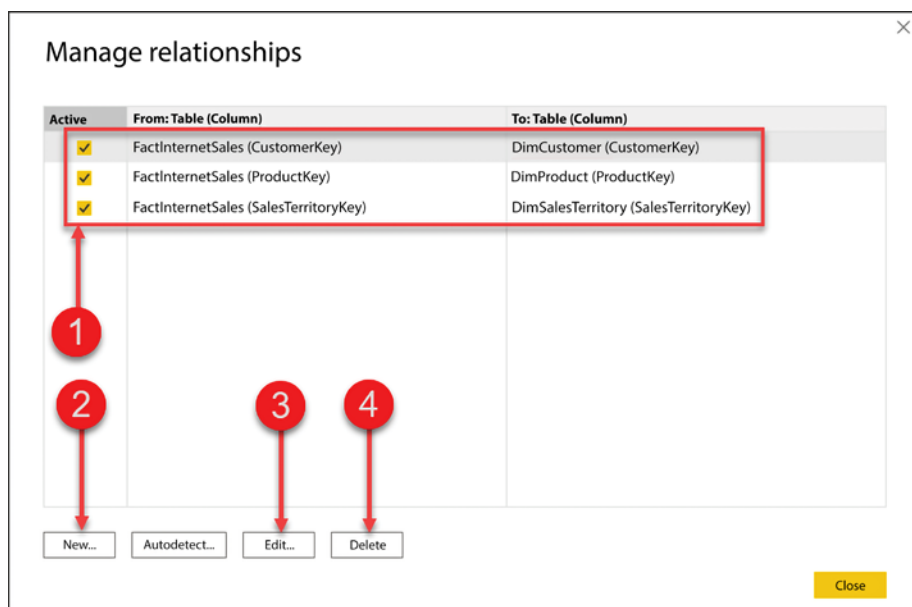 Manage relationships
Active From: Table (Column) To: Table (Column)
FactInternetSales (CustomerKey) DimCustomer (CustomerKey)
FactInternetSales (ProductKey) DimProduct (ProductKey)
FactInternetSales (SalesTerritoryKey) DimSalesTerritory (SalesTerritoryKey)
1
2 3 4
New... Autodetect... Edit... Delete
Close